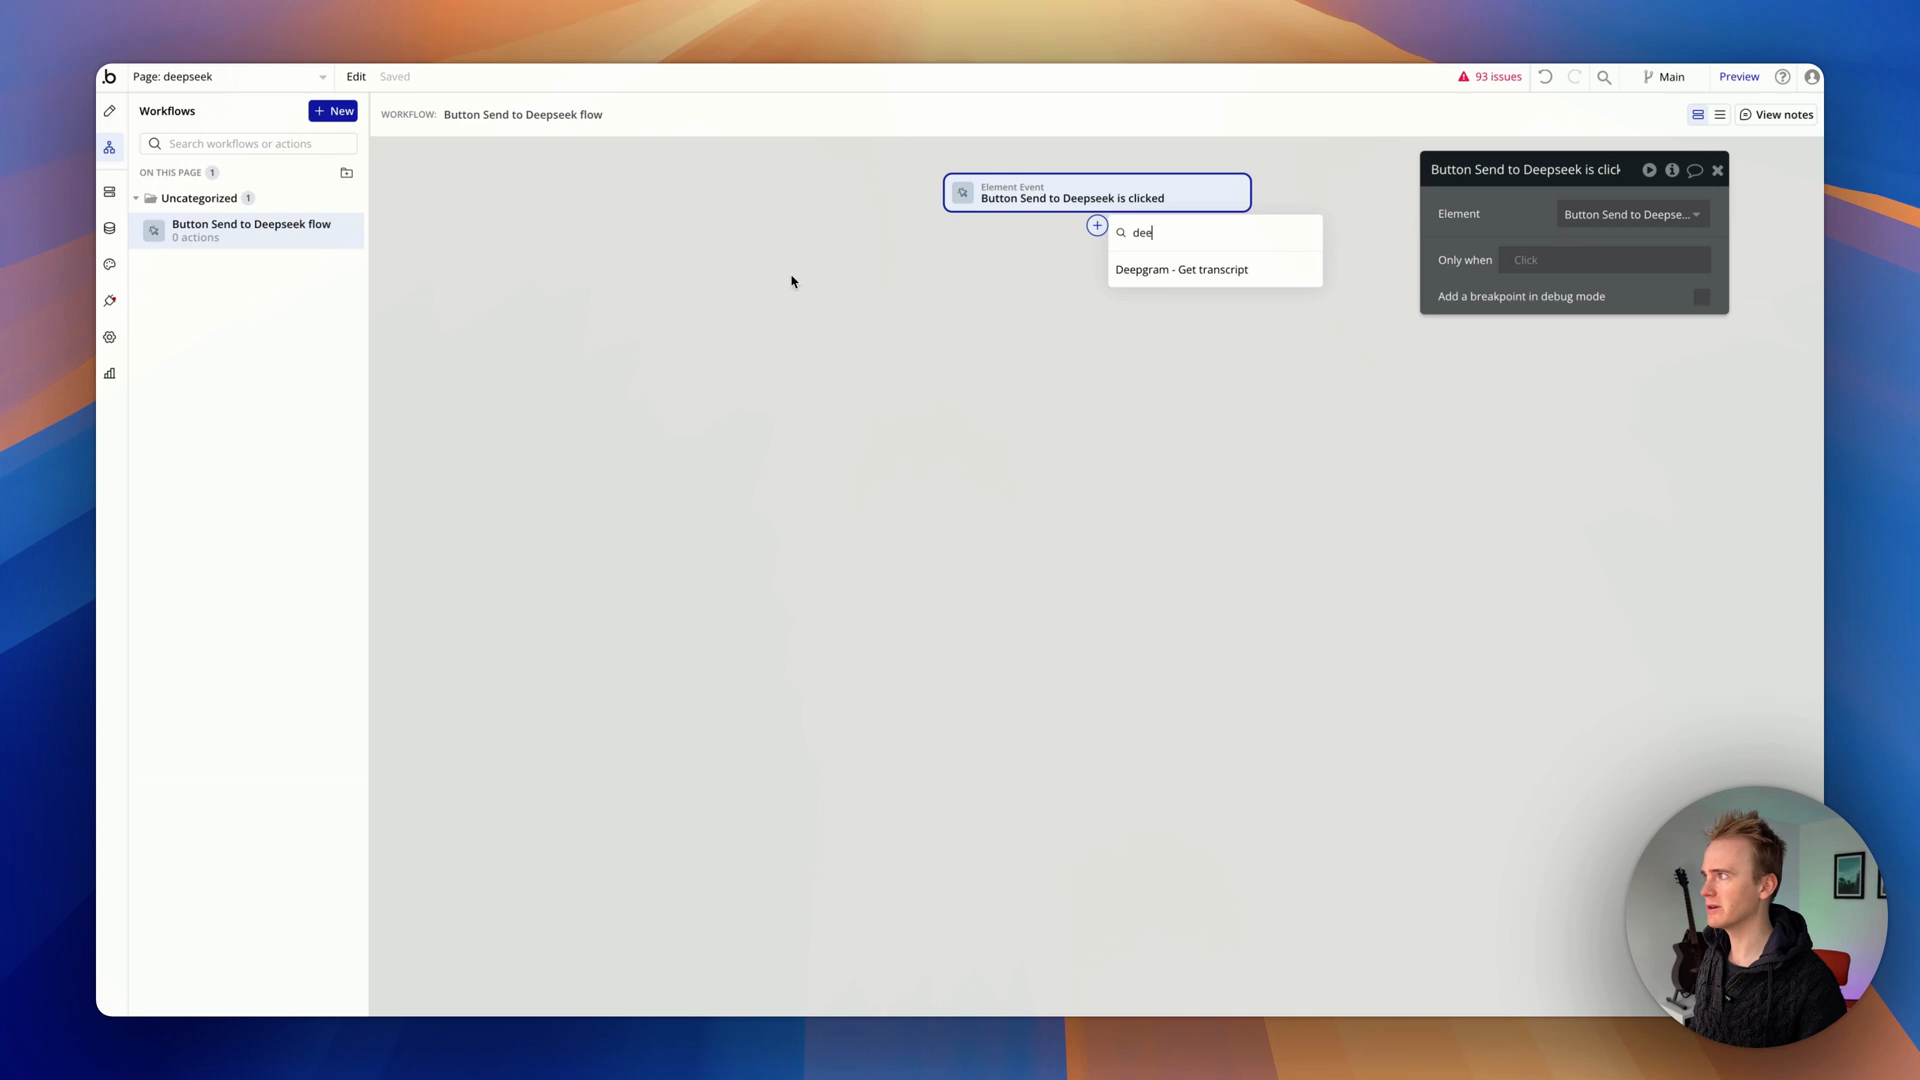 .b
Page: deepseek
Edit
Saved
93 issues
Main
Preview
Workflows
+ New
WORKFLOW: Button Send to Deepseek flow
View notes
Search workflows or actions
ON THIS PAGE 1
Uncategorized 1
Button Send to Deepseek flow
0 actions
Element Event
Button Send to Deepseek is clicked
dee
Deepgram - Get transcript
Button Send to Deepseek is click
Element
Button Send to Deepse...
Only when
Click
Add a breakpoint in debug mode